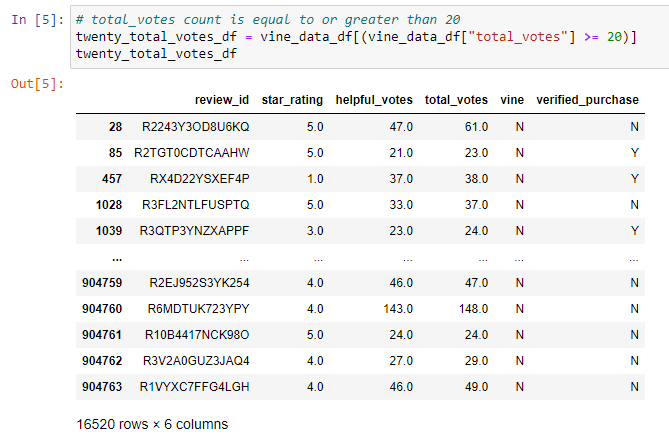 In [5]: # total_votes count is equal to or greater than 20
twenty_total_votes_df = vine_data_df[(vine_data_df["total_votes"] >= 20)]
twenty_total_votes_df
Out[5]:
review_id star_rating helpful_votes total_votes vine verified_purchase
28 R2243Y3OD8U6KQ 5.0 47.0 61.0 N N
85 R2TGT0CDTCAAHW 5.0 21.0 23.0 N Y
457 RX4D22YSXEF4P 1.0 37.0 38.0 N Y
1028 R3FL2NTLFUSPTQ 5.0 33.0 37.0 N N
1039 R3QTP3YNZXAPPF 3.0 23.0 24.0 N Y
... ... ... ... ... ... ...
904759 R2EJ952S3YK254 4.0 46.0 47.0 N N
904760 R6MDTUK723YPY 4.0 143.0 148.0 N N
904761 R10B4417NCK98O 5.0 24.0 24.0 N N
904762 R3V2A0GUZ3JAQ4 4.0 27.0 29.0 N N
904763 R1VYXC7FFG4LGH 4.0 46.0 49.0 N N
16520 rows × 6 columns